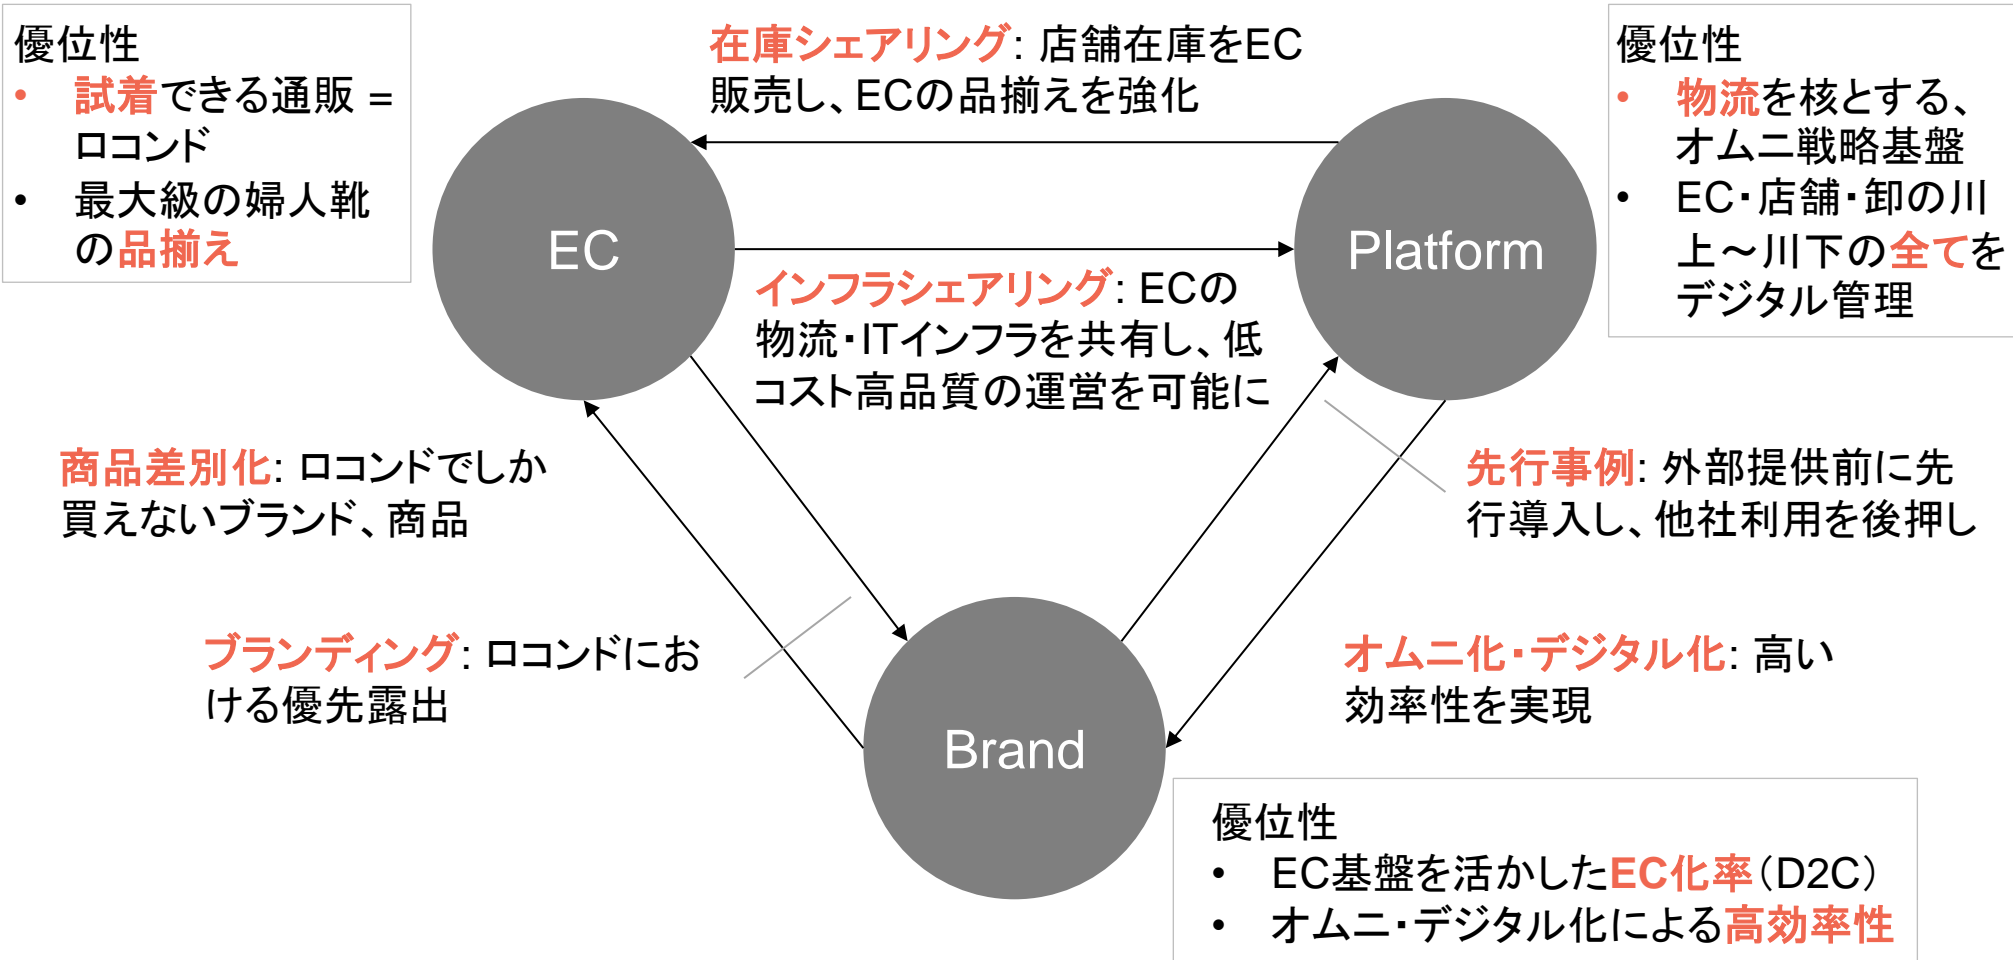 優位性
• 試着できる通販 =
ロコンド
• 最大級の婦人靴
の品揃え
在庫シェアリング: 店舗在庫をEC
販売し、ECの品揃えを強化
優位性
• 物流を核とする、
オムニ戦略基盤
• EC・店舗・卸の川
上～川下の全てを
デジタル管理
EC
Platform
インフラシェアリング: ECの
物流・ITインフラを共有し、低
コスト高品質の運営を可能に
商品差別化: ロコンドでしか
買えないブランド、商品
先行事例: 外部提供前に先
行導入し、他社利用を後押し
ブランディング: ロコンドにお
ける優先露出
オムニ化・デジタル化: 高い
効率性を実現
Brand
優位性
• EC基盤を活かしたEC化率（D2C）
• オムニ・デジタル化による高効率性